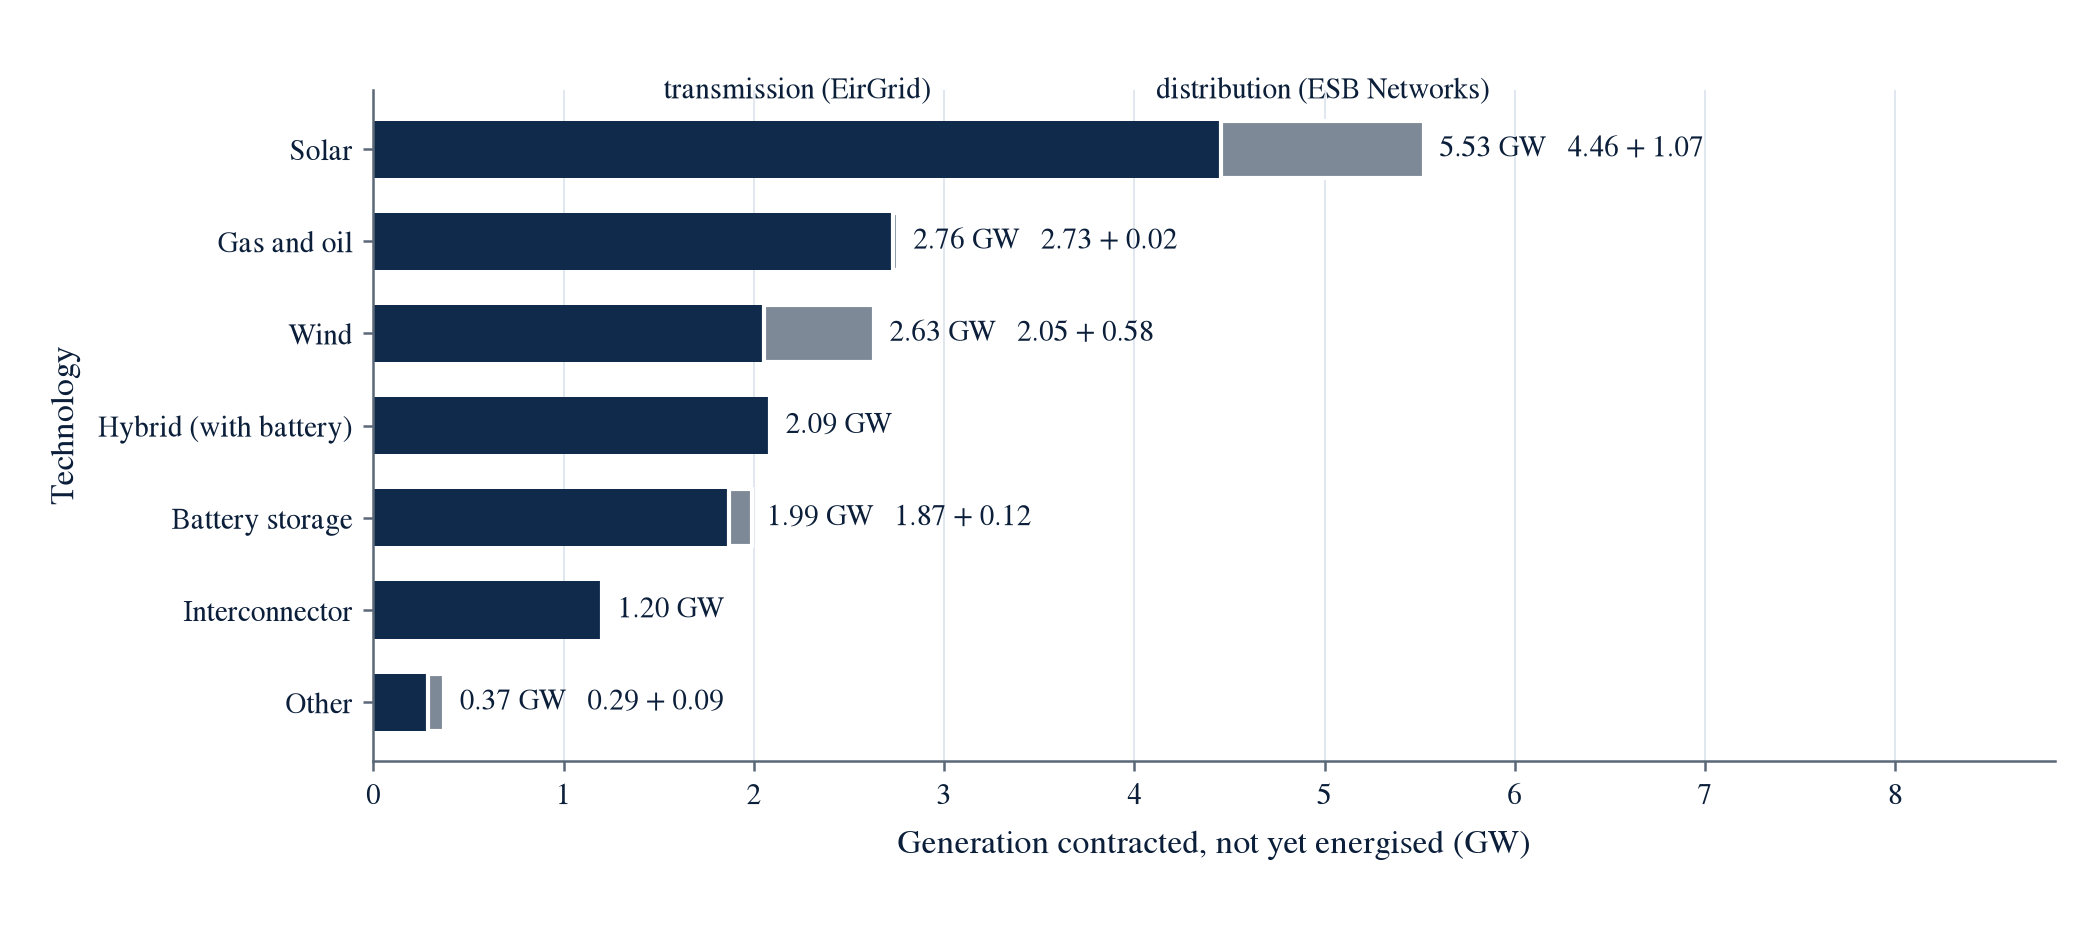 transmission (EirGrid) distribution (ESB Networks)
Solar 5.53 GW 4.46 + 1.07
Gas and oil 2.76 GW 2.73 + 0.02
Wind 2.63 GW 2.05 + 0.58
Hybrid (with battery) 2.09 GW
Battery storage 1.99 GW 1.87 + 0.12
Interconnector 1.20 GW
Other 0.37 GW 0.29 + 0.09
Technology
0 1 2 3 4 5 6 7 8
Generation contracted, not yet energised (GW)